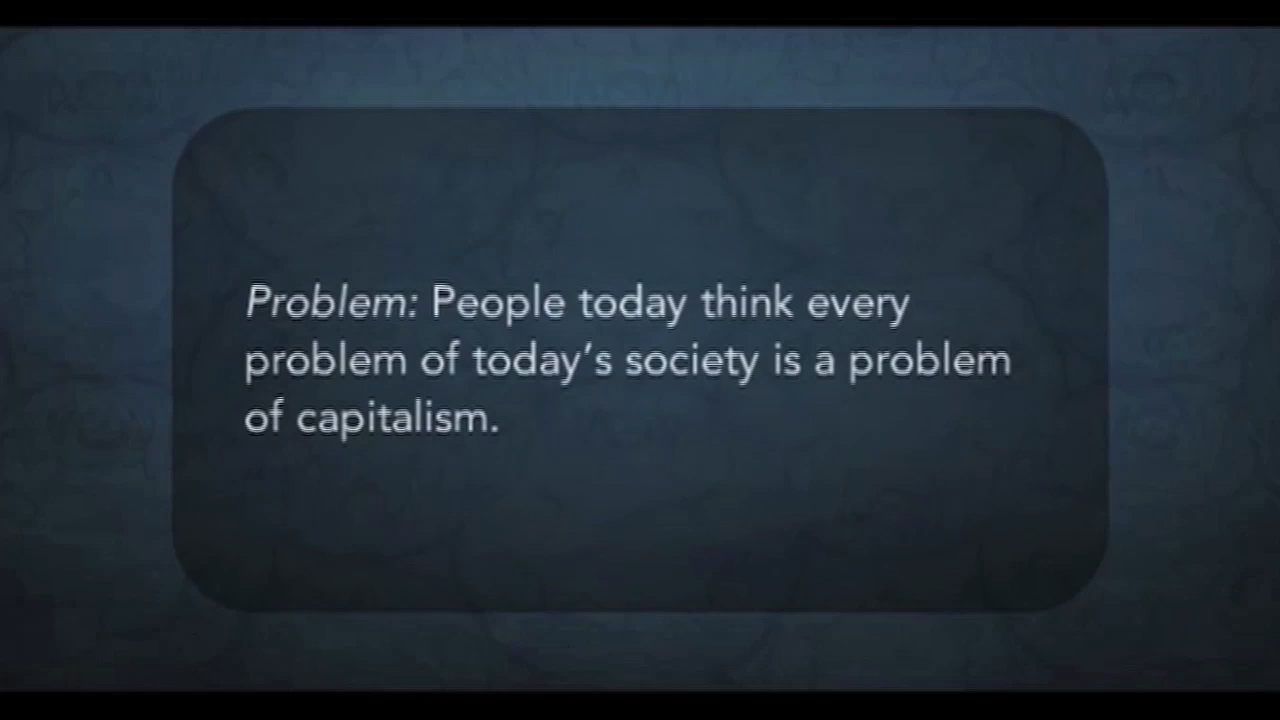 Problem: People today think every
problem of today's society is a problem
of capitalism.